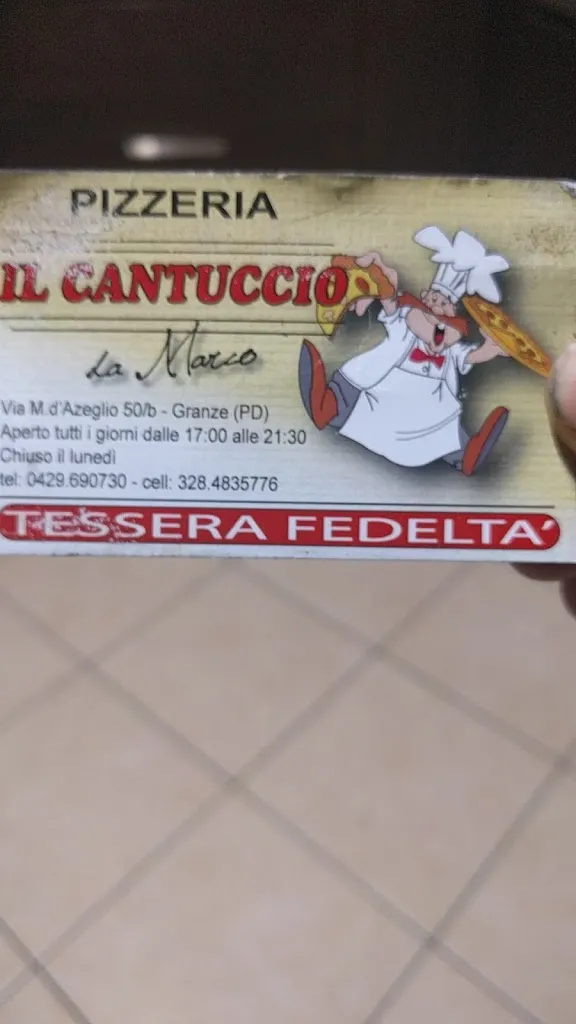 PIZZERIA
IL CANTUCCIO
da Marco
Via M.d'Azeglio 50/b - Granze (PD)
Aperto tutti i giorni dalle 17:00 alle 21:30
Chiuso il lunedì
tel: 0429.690730 - cell: 328.4835776
TESSERA FEDELTA'